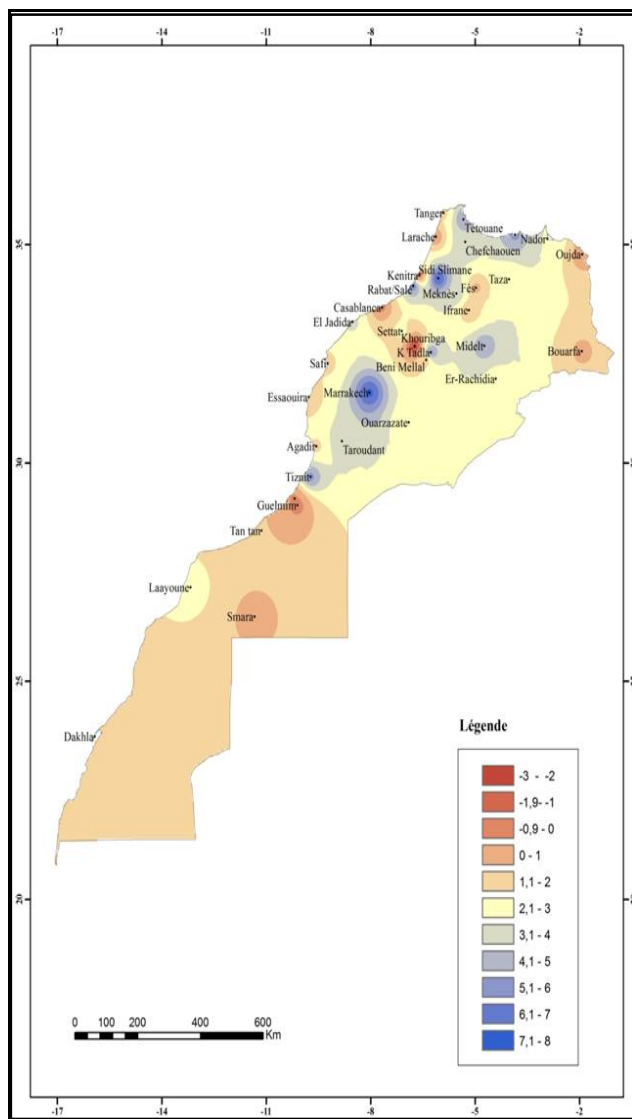 -17 -14 -11 -8 -5 -2
Tanger
Tetouane
Larache
Nador
Chefchaouen
35
Oujda
Kenitra
Sidi Slimane
Taza
Rabat/Salé
Meknès
Fès
Casablanca
Ifrane
El Jadida
Settat
Khouribga
Midelt
K Tadla
Bouarfa
Safi
Beni Mellal
Er-Rachidia
Marrakech
Essaouira
Ouarzazate
Agadir
Taroudant
30
Tiznit
Guelmim
Tan tan
Laayoune
Smara
25
Dakhla
Légende
-3 - -2
-1,9- -1
-0,9 - 0
0 - 1
1,1 - 2
20
2,1 - 3
3,1 - 4
4,1 - 5
5,1 - 6
6,1 - 7
7,1 - 8
0 100 200 400 600
Km
-17 -14 -11 -8 -5 -2